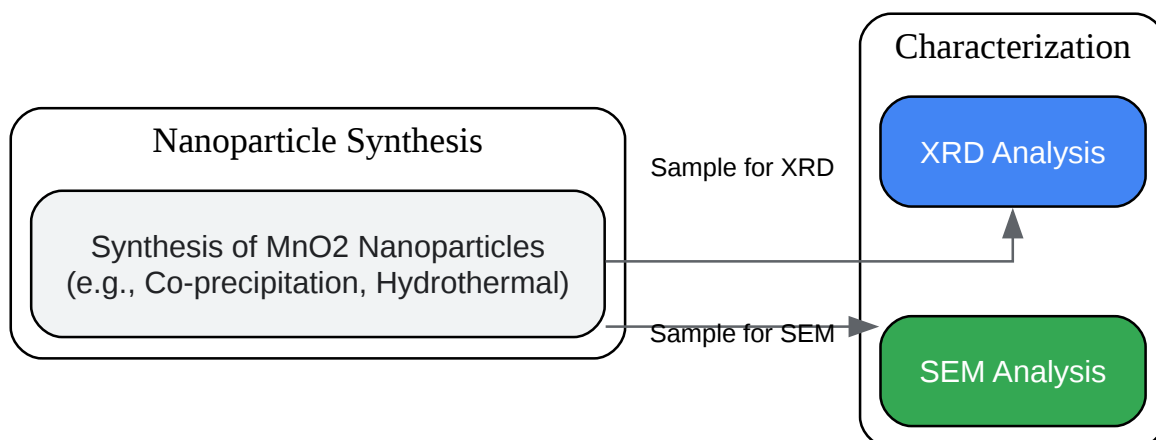 Nanoparticle Synthesis
Synthesis of MnO2 Nanoparticles
(e.g., Co-precipitation, Hydrothermal)
Sample for XRD
Sample for SEM
Characterization
XRD Analysis
SEM Analysis